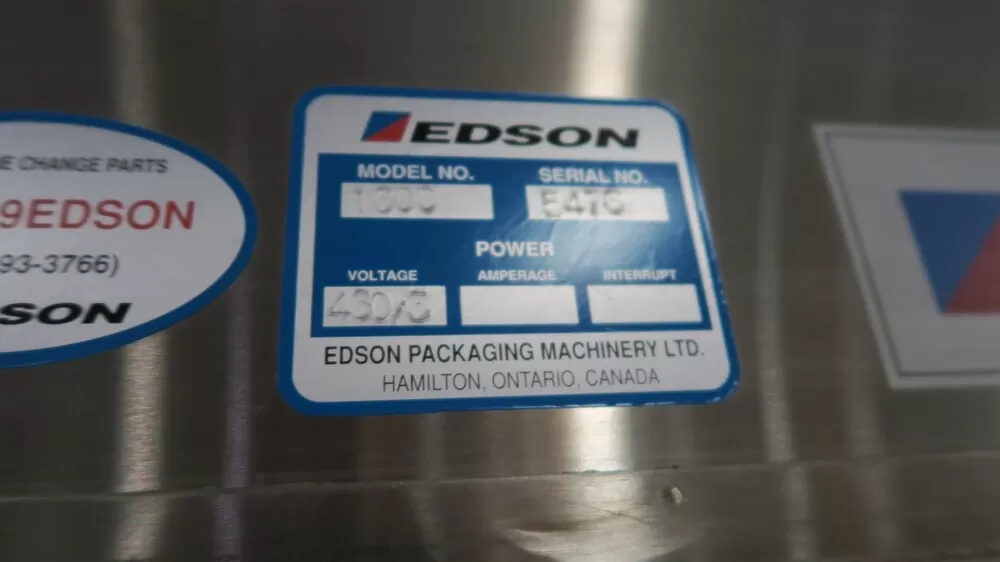 E CHANGE PARTS
9EDSON
93-3766)
SON
EDSON
MODEL NO. SERIAL NO.
POWER
VOLTAGE AMPERAGE INTERRUPT
EDSON PACKAGING MACHINERY LTD.
HAMILTON, ONTARIO, CANADA